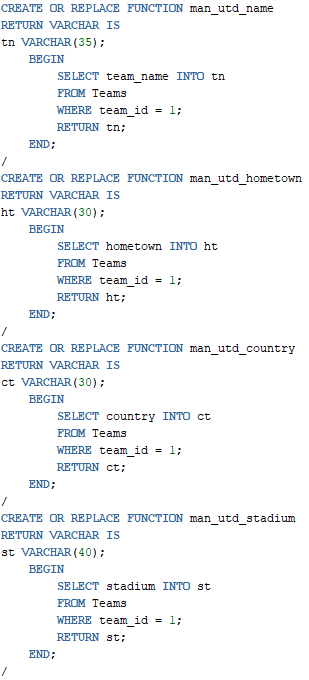 CREATE OR REPLACE FUNCTION man_utd_name
RETURN VARCHAR IS
tn VARCHAR(35);
    BEGIN
        SELECT team_name INTO tn
        FROM Teams
        WHERE team_id = 1;
        RETURN tn;
    END;
/
CREATE OR REPLACE FUNCTION man_utd_hometown
RETURN VARCHAR IS
ht VARCHAR(30);
    BEGIN
        SELECT hometown INTO ht
        FROM Teams
        WHERE team_id = 1;
        RETURN ht;
    END;
/
CREATE OR REPLACE FUNCTION man_utd_country
RETURN VARCHAR IS
ct VARCHAR(30);
    BEGIN
        SELECT country INTO ct
        FROM Teams
        WHERE team_id = 1;
        RETURN ct;
    END;
/
CREATE OR REPLACE FUNCTION man_utd_stadium
RETURN VARCHAR IS
st VARCHAR(40);
    BEGIN
        SELECT stadium INTO st
        FROM Teams
        WHERE team_id = 1;
        RETURN st;
    END;
/